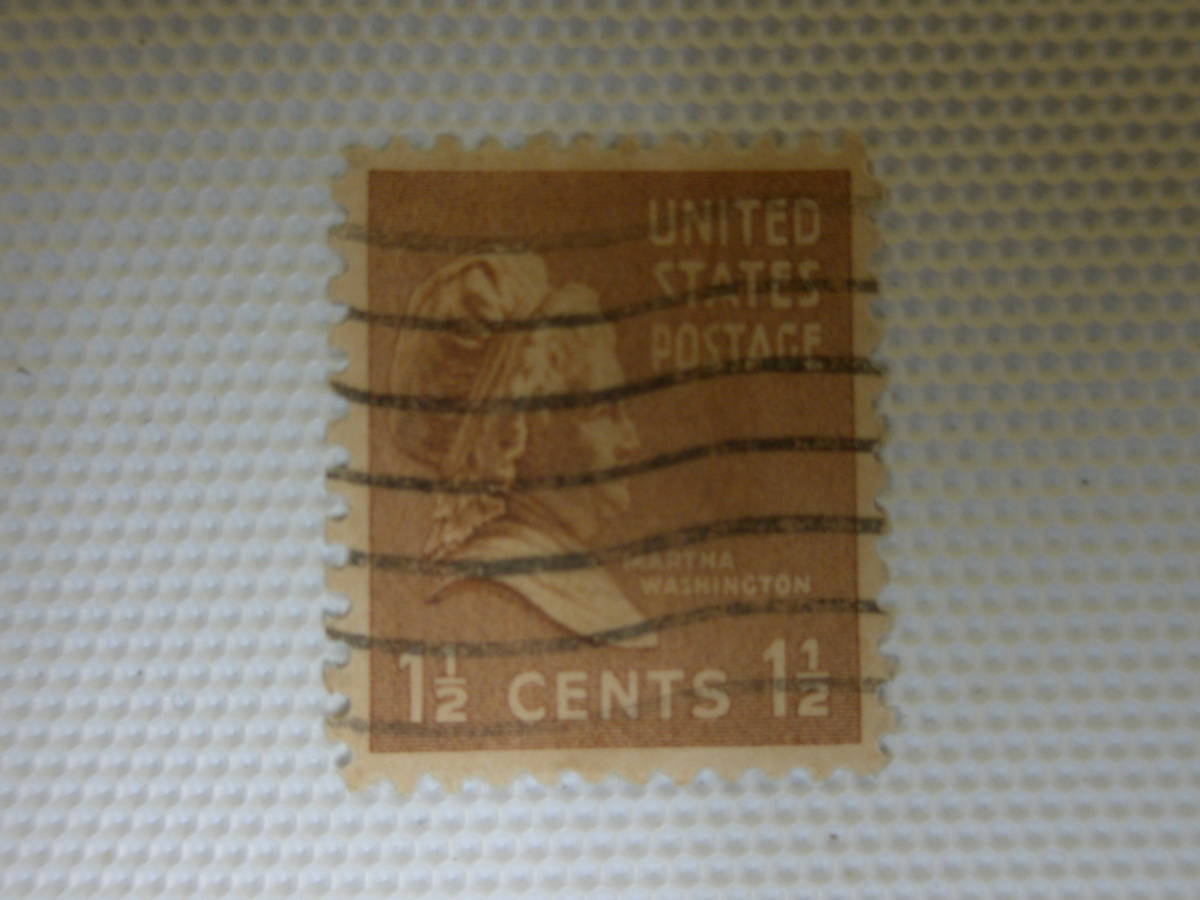 UNITED
STATES
POSTAGE
MARTHA
WASHINGTON
1½ CENTS 1½